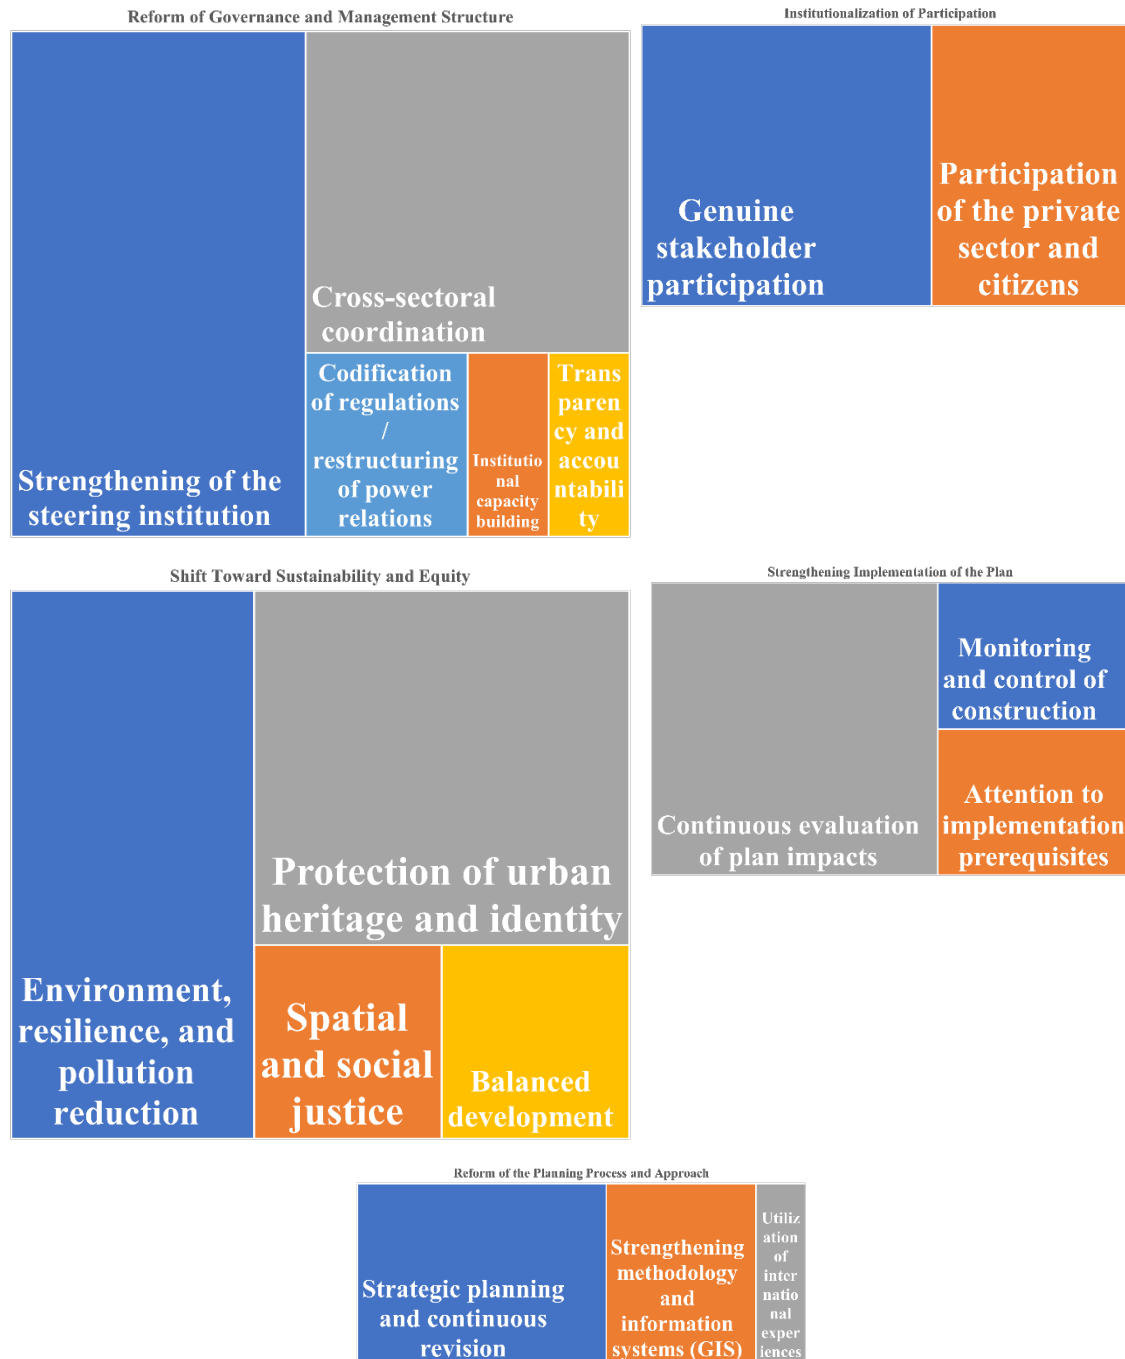 Reform of Governance and Management Structure
Strengthening of the
steering institution
Cross-sectoral
coordination
Codification
of regulations
/
restructuring
of power
relations
Institutio
nal
capacity
building
Trans
paren
cy and
accou
ntabili
ty
Institutionalization of Participation
Genuine
stakeholder
participation
Participation
of the private
sector and
citizens
Shift Toward Sustainability and Equity
Environment,
resilience, and
pollution
reduction
Protection of urban
heritage and identity
Spatial
and social
justice
Balanced
development
Strengthening Implementation of the Plan
Continuous evaluation
of plan impacts
Monitoring
and control of
construction
Attention to
implementation
prerequisites
Reform of the Planning Process and Approach
Strategic planning
and continuous
revision
Strengthening
methodology
and
information
systems (GIS)
Utiliz
ation
of
inter
natio
nal
exper
iences